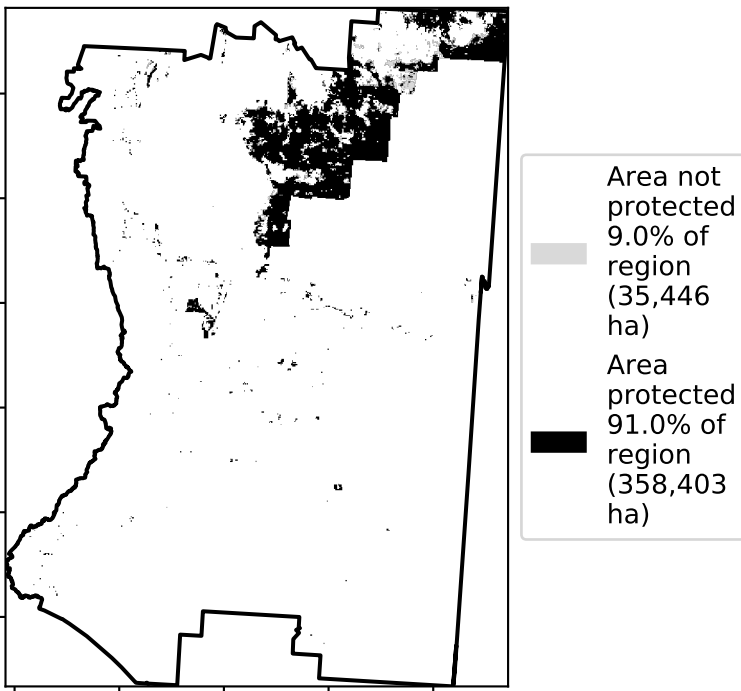 Area not
protected
9.0% of
region
(35,446
ha)
Area
protected
91.0% of
region
(358,403
ha)